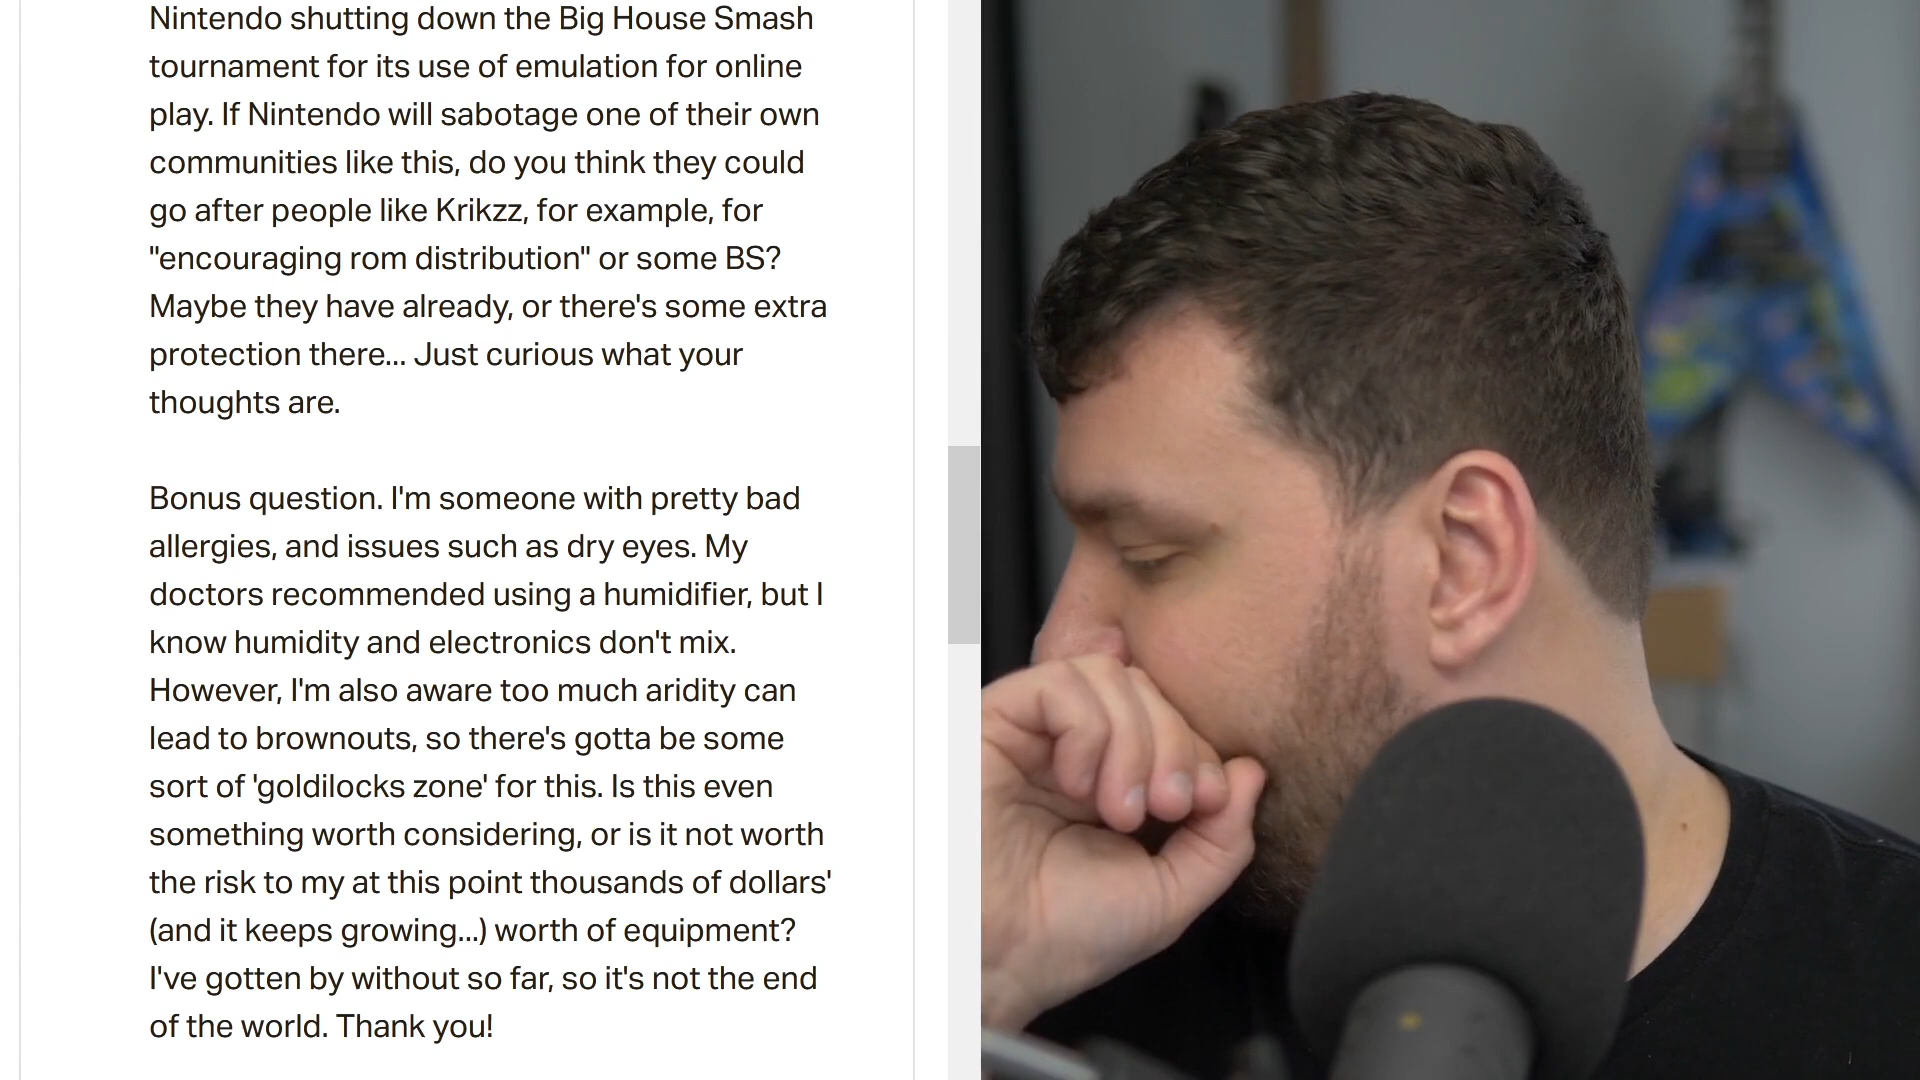 Nintendo shutting down the Big House Smash
tournament for its use of emulation for online
play. If Nintendo will sabotage one of their own
communities like this, do you think they could
go after people like Krikzz, for example, for
"encouraging rom distribution" or some BS?
Maybe they have already, or there's some extra
protection there... Just curious what your
thoughts are.
Bonus question. I'm someone with pretty bad
allergies, and issues such as dry eyes. My
doctors recommended using a humidifier, but I
know humidity and electronics don't mix.
However, I'm also aware too much aridity can
lead to brownouts, so there's gotta be some
sort of 'goldilocks zone' for this. Is this even
something worth considering, or is it not worth
the risk to my at this point thousands of dollars'
(and it keeps growing...) worth of equipment?
I've gotten by without so far, so it's not the end
of the world. Thank you!